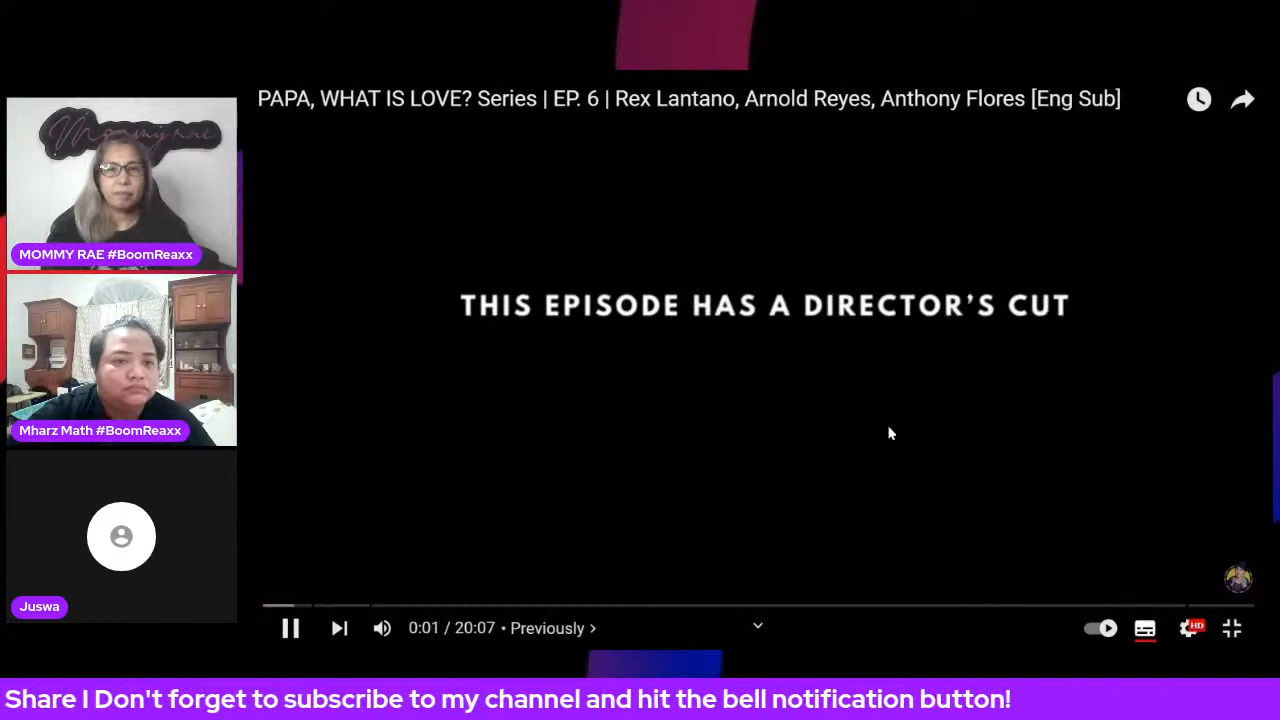 PAPA, WHAT IS LOVE? Series | EP. 6 | Rex Lantano, Arnold Reyes, Anthony Flores [Eng Sub]
Mommy rae
MOMMY RAE #BoomReaxx
THIS EPISODE HAS A DIRECTOR’S CUT
Mharz Math #BoomReaxx
Juswa
0:01 / 20:07 • Previously >
HD
Share I Don't forget to subscribe to my channel and hit the bell notification button!